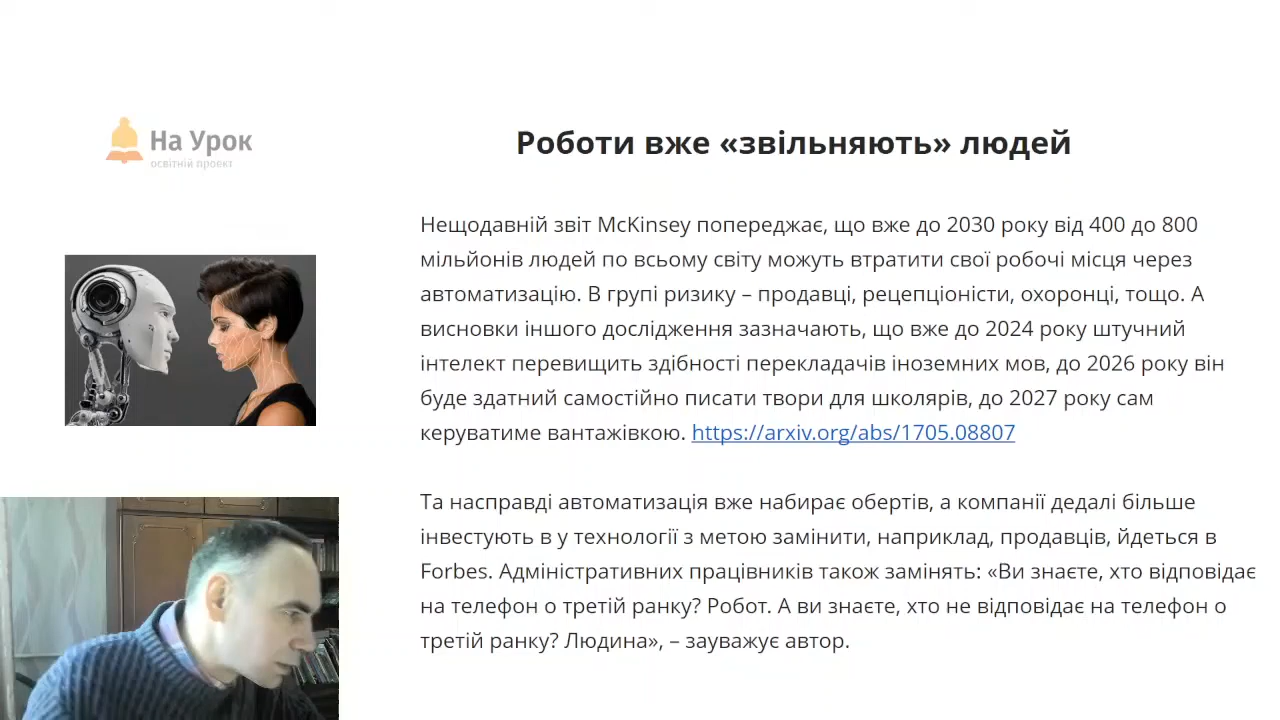 На Урок
освітній проект
Роботи вже «звільняють» людей
Нещодавній звіт McKinsey попереджає, що вже до 2030 року від 400 до 800
мільйонів людей по всьому світу можуть втратити свої робочі місця через
автоматизацію. В групі ризику – продавці, рецепціоністи, охоронці, тощо. А
висновки іншого дослідження зазначають, що вже до 2024 року штучний
інтелект перевищить здібності перекладачів іноземних мов, до 2026 року він
буде здатний самостійно писати твори для школярів, до 2027 року сам
керуватиме вантажівкою. https://arxiv.org/abs/1705.08807
Та насправді автоматизація вже набирає обертів, а компанії дедалі більше
інвестують в у технології з метою замінити, наприклад, продавців, йдеться в
Forbes. Адміністративних працівників також замінять: «Ви знаєте, хто відповідає
на телефон о третій ранку? Робот. А ви знаєте, хто не відповідає на телефон о
третій ранку? Людина», – зауважує автор.